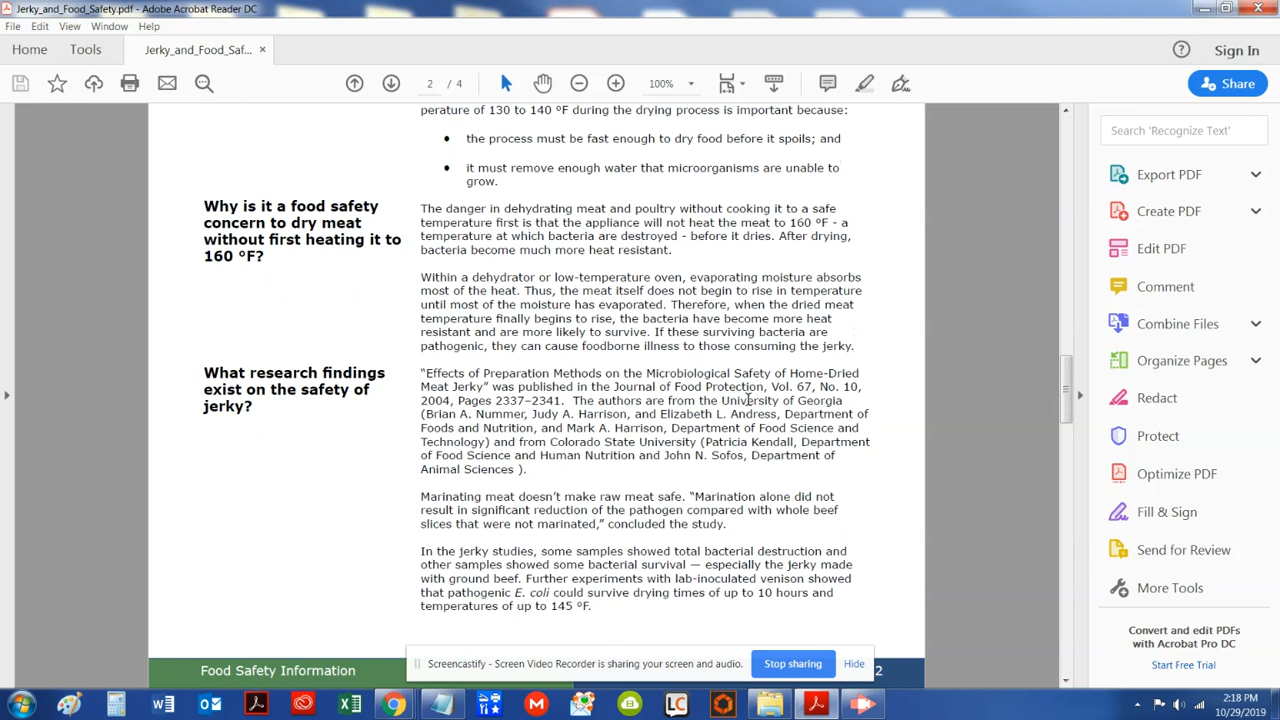 Jerky_and_Food_Safety.pdf - Adobe Acrobat Reader DC
File Edit View Window Help
Home Tools Jerky_and_Food_Saf... × Sign In
2 / 4 100% Share
perature of 130 to 140 °F during the drying process is important because:
• the process must be fast enough to dry food before it spoils; and
• it must remove enough water that microorganisms are unable to
grow.
Why is it a food safety
concern to dry meat
without first heating it to
160 °F?
The danger in dehydrating meat and poultry without cooking it to a safe
temperature first is that the appliance will not heat the meat to 160 °F - a
temperature at which bacteria are destroyed - before it dries. After drying,
bacteria become much more heat resistant.
Within a dehydrator or low-temperature oven, evaporating moisture absorbs
most of the heat. Thus, the meat itself does not begin to rise in temperature
until most of the moisture has evaporated. Therefore, when the dried meat
temperature finally begins to rise, the bacteria have become more heat
resistant and are more likely to survive. If these surviving bacteria are
pathogenic, they can cause foodborne illness to those consuming the jerky.
What research findings
exist on the safety of
jerky?
“Effects of Preparation Methods on the Microbiological Safety of Home-Dried
Meat Jerky” was published in the Journal of Food Protection, Vol. 67, No. 10,
2004, Pages 2337–2341. The authors are from the University of Georgia
(Brian A. Nummer, Judy A. Harrison, and Elizabeth L. Andress, Department of
Foods and Nutrition, and Mark A. Harrison, Department of Food Science and
Technology) and from Colorado State University (Patricia Kendall, Department
of Food Science and Human Nutrition and John N. Sofos, Department of
Animal Sciences ).
Marinating meat doesn’t make raw meat safe. “Marination alone did not
result in significant reduction of the pathogen compared with whole beef
slices that were not marinated,” concluded the study.
In the jerky studies, some samples showed total bacterial destruction and
other samples showed some bacterial survival — especially the jerky made
with ground beef. Further experiments with lab-inoculated venison showed
that pathogenic E. coli could survive drying times of up to 10 hours and
temperatures of up to 145 °F.
Food Safety Information
2
Screencastify - Screen Video Recorder is sharing your screen and audio. Stop sharing Hide
Search 'Recognize Text'
Export PDF
Create PDF
Edit PDF
Comment
Combine Files
Organize Pages
Redact
Protect
Optimize PDF
Fill & Sign
Send for Review
More Tools
Convert and edit PDFs
with Acrobat Pro DC
Start Free Trial
LC
2:18 PM
10/29/2019